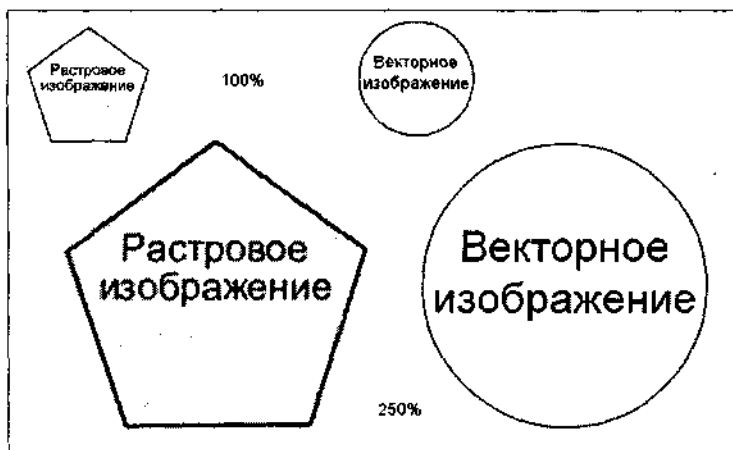 Растровое
изображение
100%
Векторное
изображение
Растровое
изображение
Векторное
изображение
250%